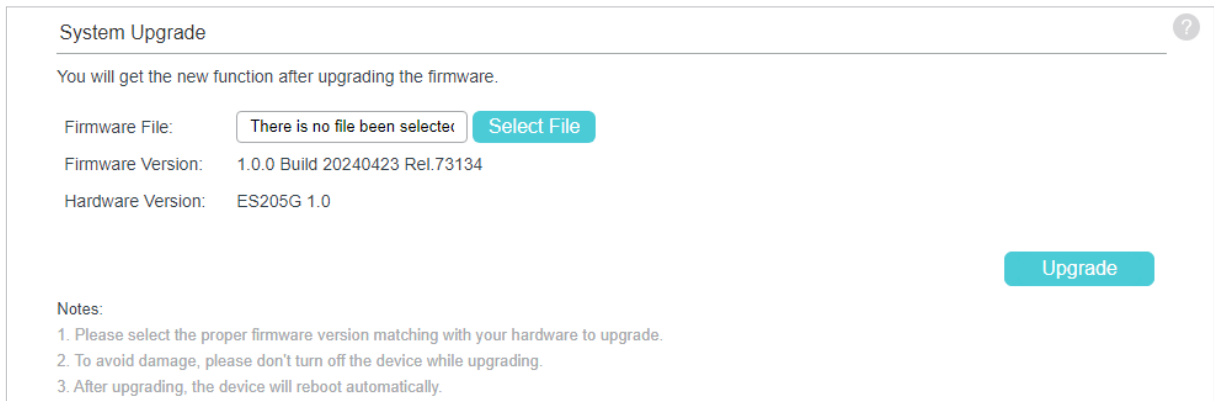 System Upgrade
?
You will get the new function after upgrading the firmware.
Firmware File: There is no file been selected Select File
Firmware Version: 1.0.0 Build 20240423 Rel.73134
Hardware Version: ES205G 1.0
Upgrade
Notes:
1. Please select the proper firmware version matching with your hardware to upgrade.
2. To avoid damage, please don't turn off the device while upgrading.
3. After upgrading, the device will reboot automatically.